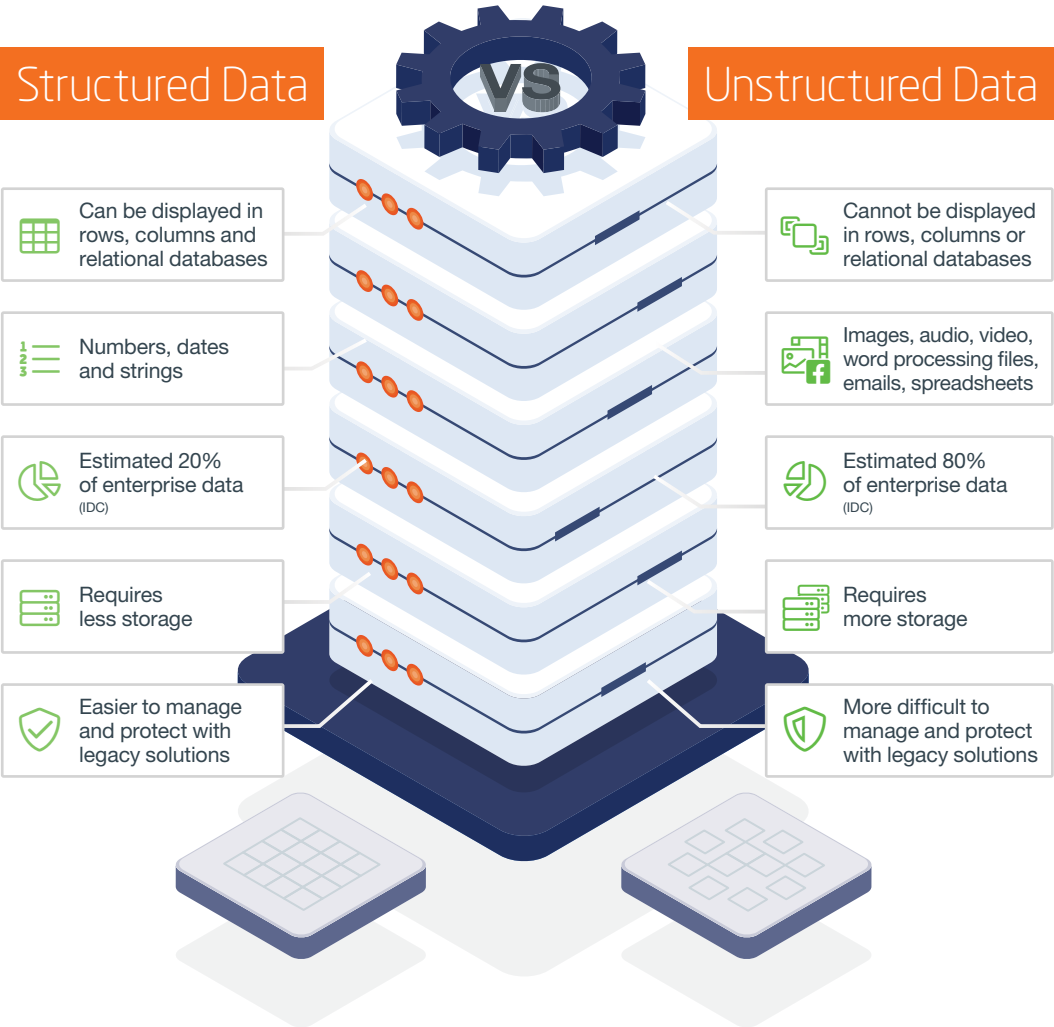 Structured Data
VS
Unstructured Data
Can be displayed in
rows, columns and
relational databases
Numbers, dates
and strings
Estimated 20%
of enterprise data
(IDC)
Requires
less storage
Easier to manage
and protect with
legacy solutions
Cannot be displayed
in rows, columns or
relational databases
Images, audio, video,
word processing files,
emails, spreadsheets
Estimated 80%
of enterprise data
(IDC)
Requires
more storage
More difficult to
manage and protect
with legacy solutions
1
2
3
f